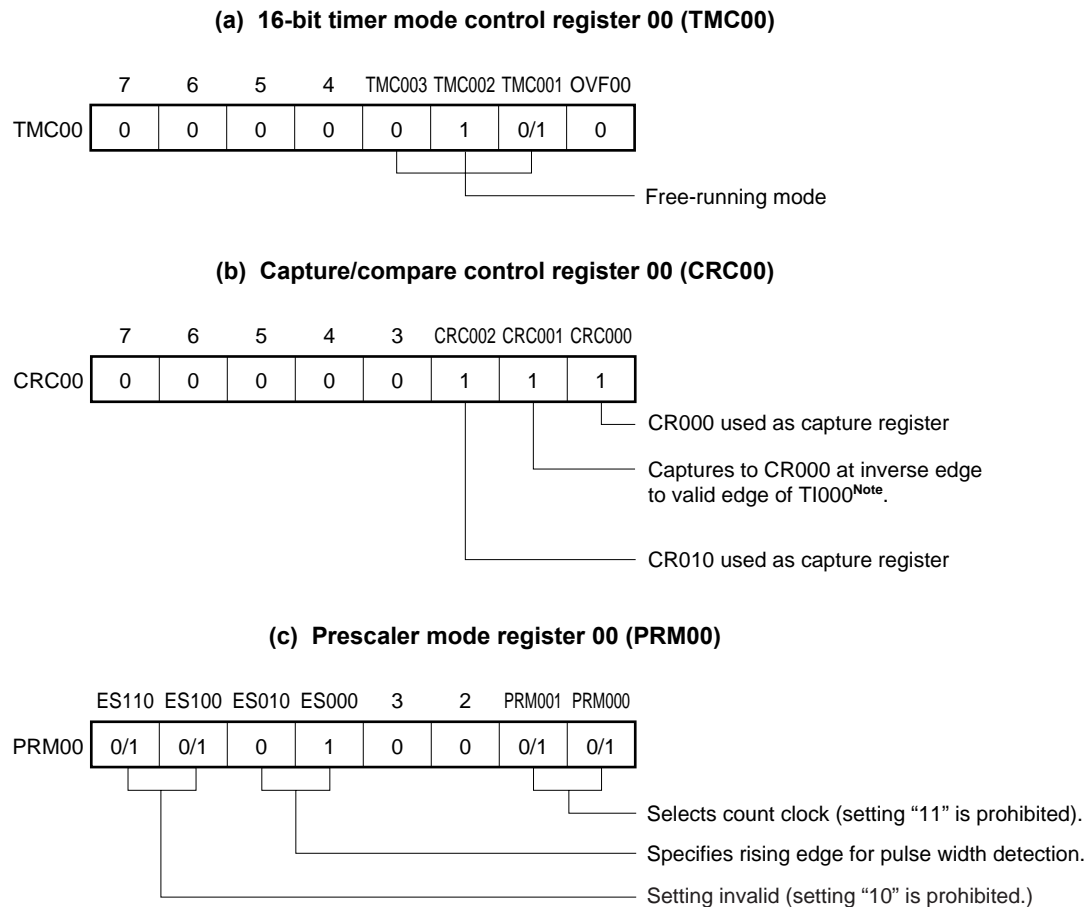 (a) 16-bit timer mode control register 00 (TMC00)
7 6 5 4 TMC003 TMC002 TMC001 OVF00
TMC00 0 0 0 0 0 1 0/1 0
Free-running mode
(b) Capture/compare control register 00 (CRC00)
7 6 5 4 3 CRC002 CRC001 CRC000
CRC00 0 0 0 0 0 1 1 1
CR000 used as capture register
Captures to CR000 at inverse edge
to valid edge of TI000Note.
CR010 used as capture register
(c) Prescaler mode register 00 (PRM00)
ES110 ES100 ES010 ES000 3 2 PRM001 PRM000
PRM00 0/1 0/1 0 1 0 0 0/1 0/1
Selects count clock (setting “11” is prohibited).
Specifies rising edge for pulse width detection.
Setting invalid (setting “10” is prohibited.)